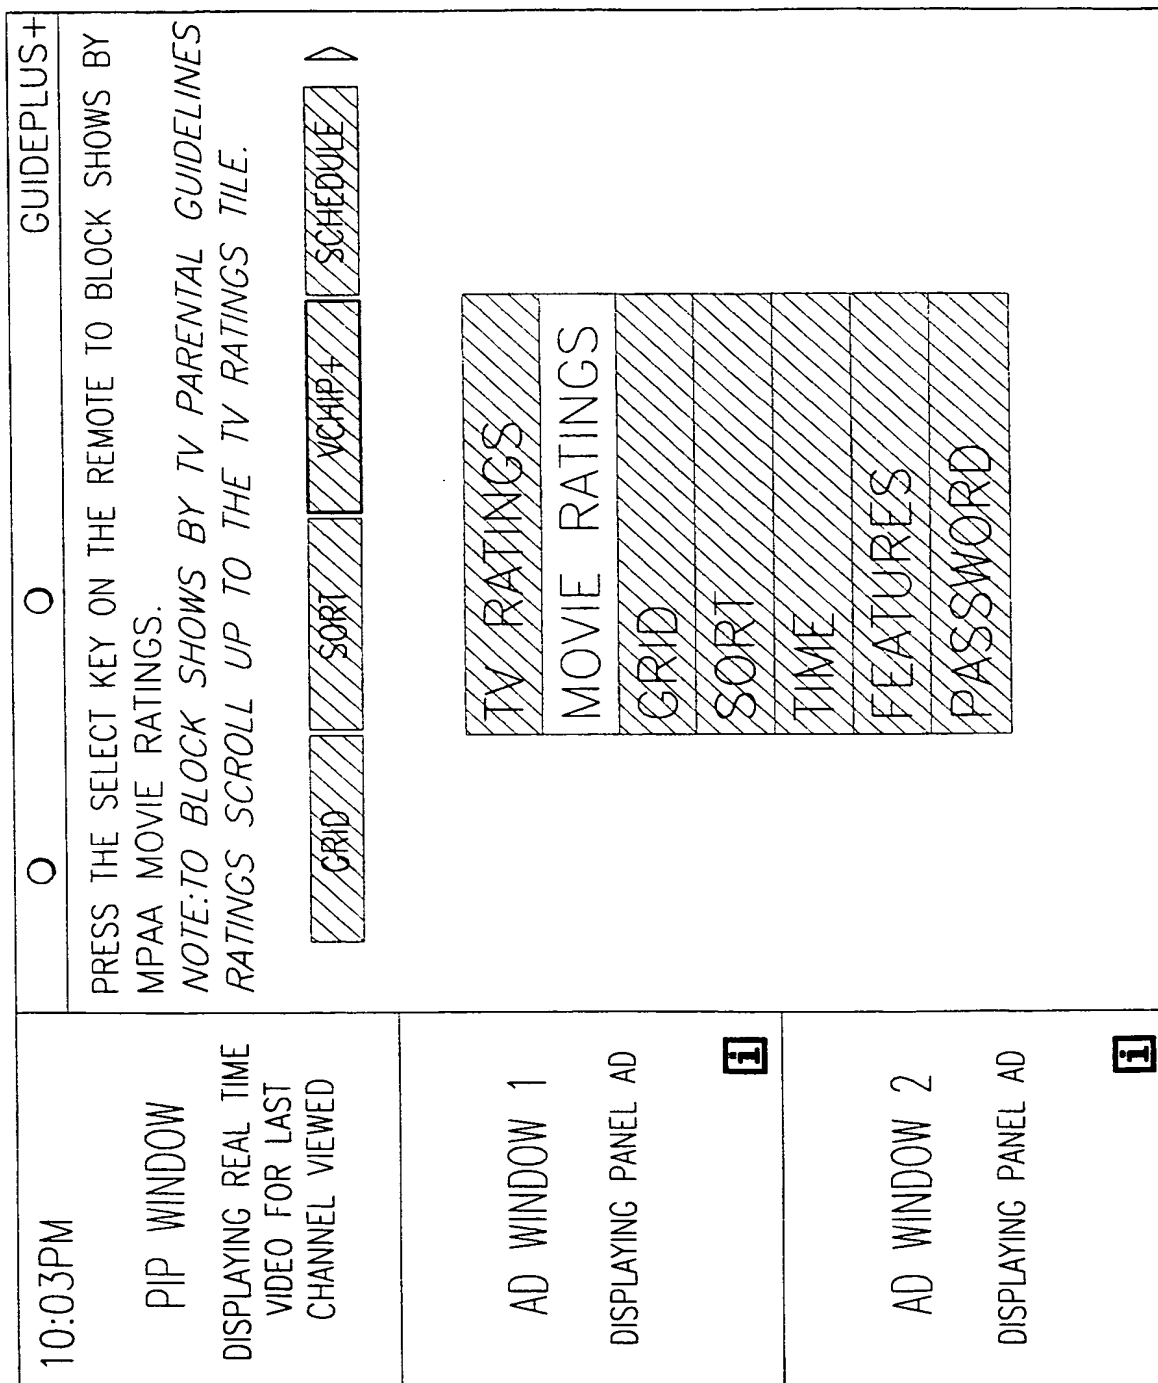 10:03PM
GUIDEPLUS+
PIP WINDOW
DISPLAYING REAL TIME
VIDEO FOR LAST
CHANNEL VIEWED
AD WINDOW 1
DISPLAYING PANEL AD
i
AD WINDOW 2
DISPLAYING PANEL AD
i
PRESS THE SELECT KEY ON THE REMOTE TO BLOCK SHOWS BY
MPAA MOVIE RATINGS.
NOTE:TO BLOCK SHOWS BY TV PARENTAL GUIDELINES
RATINGS SCROLL UP TO THE TV RATINGS TILE.
GRID SORT VCHIP+ SCHEDULE
TV RATINGS
MOVIE RATINGS
GRID
SORT
TIME
FEATURES
PASSWORD